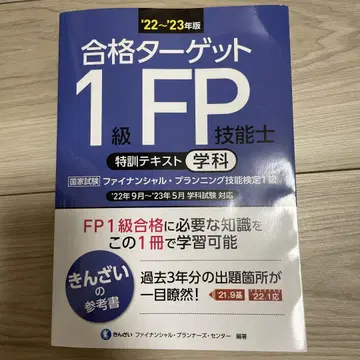 '22〜'23年版
合格ターゲット
1級FP技能士
特訓テキスト 学科
国家試験 ファイナンシャル・プランニング技能検定1級
'22年9月〜'23年5月 学科試験 対応
FP1級合格に必要な知識を
この1冊で学習可能
きんざいの参考書
過去3年分の出題箇所が
一目瞭然! '21.9基 '22.1応
きんざい ファイナンシャル・プランナーズ・センター 編著